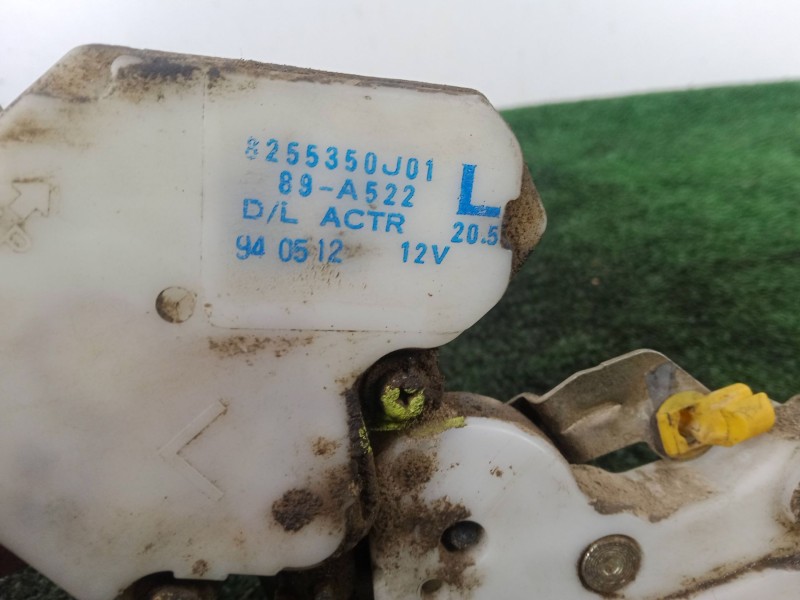 8255350J01
89-A522 L
D/L ACTR 20.5
94 05 12 12V